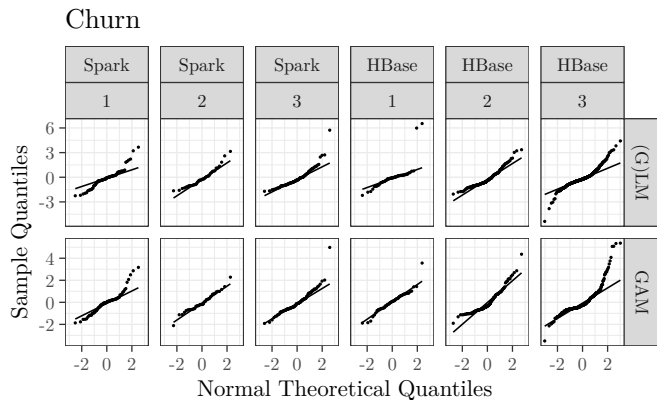 Churn
Spark Spark Spark HBase HBase HBase
1 2 3 1 2 3
6
3
0
-3
(G)LM
4
2
0
-2
GAM
Sample Quantiles
-2 0 2 -2 0 2 -2 0 2 -2 0 2 -2 0 2 -2 0 2
Normal Theoretical Quantiles